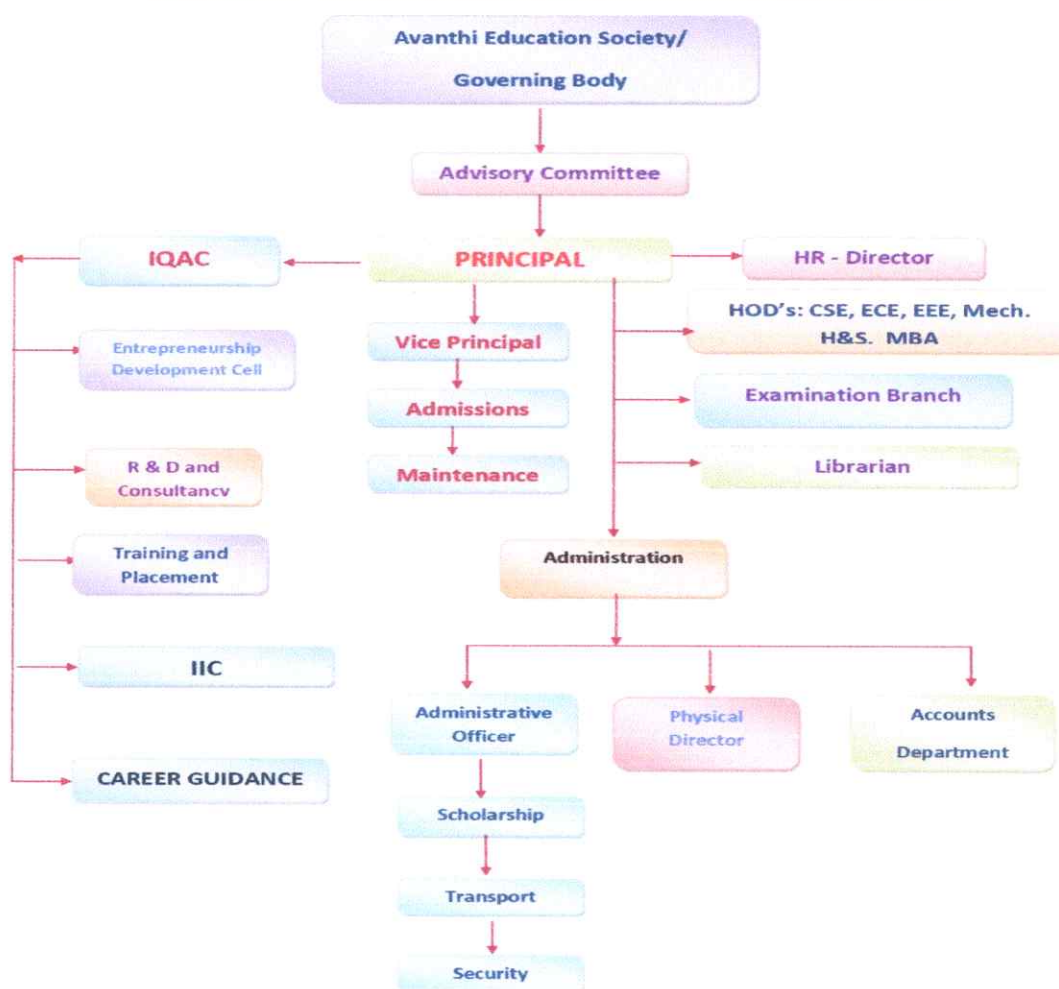 Avanthi Education Society/
Governing Body
Advisory Committee
IQAC
PRINCIPAL
HR - Director
HOD's: CSE, ECE, EEE, Mech.
H&S. MBA
Vice Principal
Entrepreneurship
Development Cell
Admissions
Examination Branch
Maintenance
Librarian
R & D and
Consultancy
Training and
Placement
Administration
IIC
Administrative
Officer
Physical
Director
Accounts
Department
CAREER GUIDANCE
Scholarship
Transport
Security